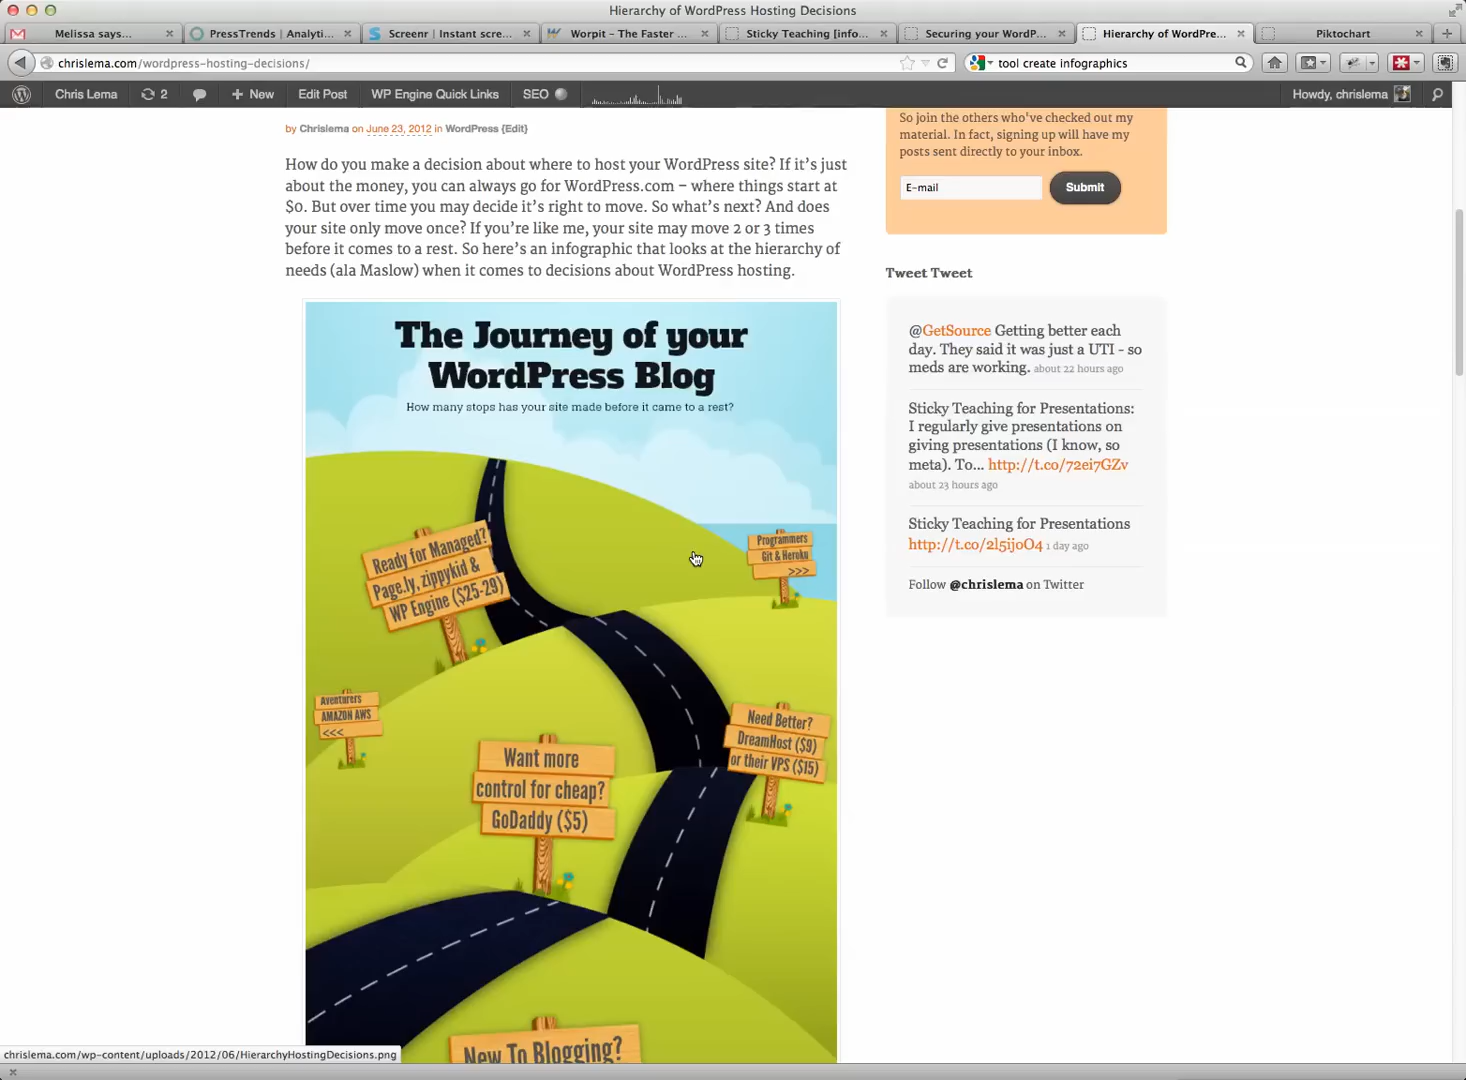 Hierarchy of WordPress Hosting Decisions
Melissa says...
PressTrends | Analyti...
Screenr | Instant scre...
Worpit – The Faster ...
Sticky Teaching [info...
Securing your WordP...
Hierarchy of WordPre...
Piktochart
chrislema.com/wordpress-hosting-decisions/
tool create infographics
Chris Lema
2
+ New
Edit Post
WP Engine Quick Links
SEO
Howdy, chrislema
by Chrislema on June 23, 2012 in WordPress {Edit}
How do you make a decision about where to host your WordPress site? If it's just
about the money, you can always go for WordPress.com – where things start at
$0. But over time you may decide it's right to move. So what's next? And does
your site only move once? If you're like me, your site may move 2 or 3 times
before it comes to a rest. So here's an infographic that looks at the hierarchy of
needs (ala Maslow) when it comes to decisions about WordPress hosting.
The Journey of your
WordPress Blog
How many stops has your site made before it came to a rest?
Ready for Managed?
Page.ly, zippykid &
WP Engine ($25-29)
Programmers
Git & Heroku
>>>
Aventurers
AMAZON AWS
<<<
Need Better?
DreamHost ($9)
or their VPS ($15)
Want more
control for cheap?
GoDaddy ($5)
New To Blogging?
So join the others who've checked out my
material. In fact, signing up will have my
posts sent directly to your inbox.
E-mail
Submit
Tweet Tweet
@GetSource Getting better each
day. They said it was just a UTI - so
meds are working. about 22 hours ago
Sticky Teaching for Presentations:
I regularly give presentations on
giving presentations (I know, so
meta). To... http://t.co/72ei7GZv
about 23 hours ago
Sticky Teaching for Presentations
http://t.co/2l5ijoO4 1 day ago
Follow @chrislema on Twitter
chrislema.com/wp-content/uploads/2012/06/HierarchyHostingDecisions.png